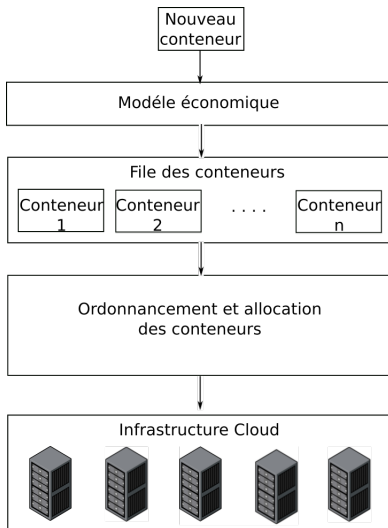 Nouveau
conteneur
Modéle économique
File des conteneurs
Conteneur
1
Conteneur
2
. . . .
Conteneur
n
Ordonnancement et allocation
des conteneurs
Infrastructure Cloud